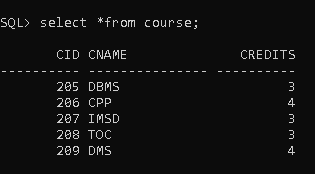 SQL> select *from course;
CID CNAME CREDITS
---------- --------------- ----------
205 DBMS 3
206 CPP 4
207 IMSD 3
208 TOC 3
209 DMS 4